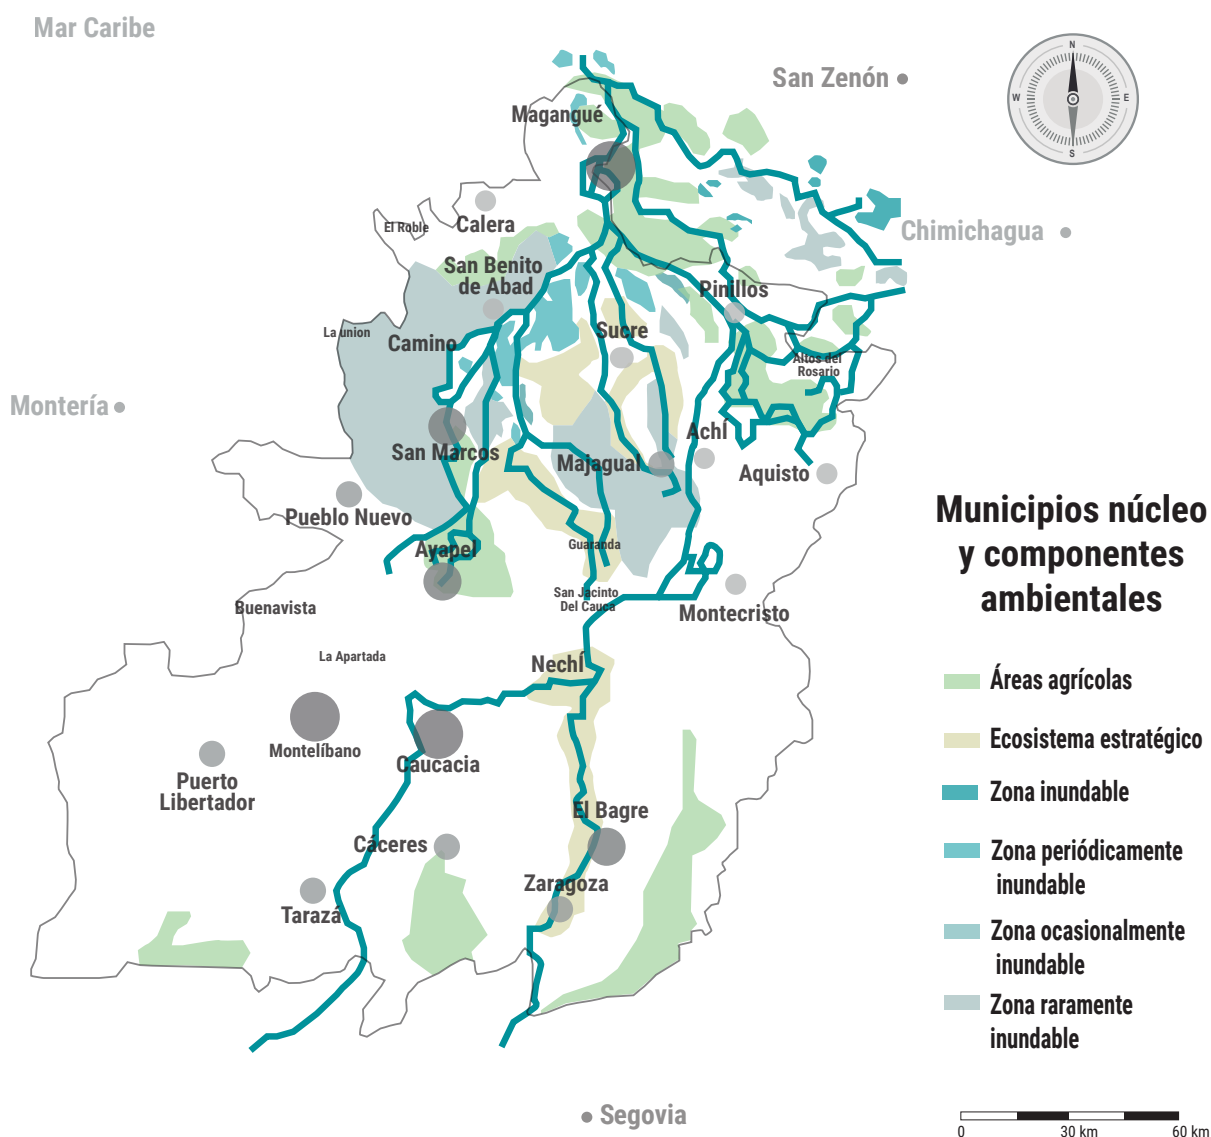 Mar Caribe
San Zenón
N
W
E
S
Magangué
El Roble
Calera
Chimichagua
San Benito
de Abad
Pinillos
La union
Camino
Sucre
Altos del
Rosario
Montería
AchÍ
San Marcos
Majagual
Aquisto
Pueblo Nuevo
Municipios núcleo
y componentes
ambientales
Guaranda
Ayapel
San Jacinto
Del Cauca
Buenavista
Montecristo
La Apartada
NechÍ
Áreas agrícolas
Ecosistema estratégico
Montelíbano
Caucacia
Puerto
Libertador
Zona inundable
El Bagre
Cáceres
Zona periódicamente
inundable
Zaragoza
Tarazá
Zona ocasionalmente
inundable
Zona raramente
inundable
Segovia
0 30 km 60 km